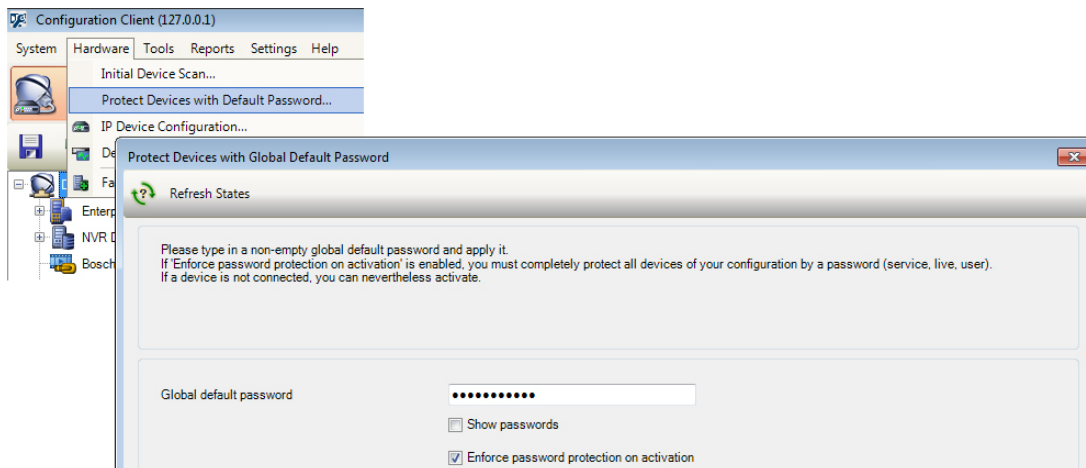 Configuration Client (127.0.0.1)
System Hardware Tools Reports Settings Help
Initial Device Scan...
Protect Devices with Default Password...
IP Device Configuration...
De
Protect Devices with Global Default Password
Fa
Refresh States
Enterp
NVR D
Bosch
Please type in a non-empty global default password and apply it.
If 'Enforce password protection on activation' is enabled, you must completely protect all devices of your configuration by a password (service, live, user).
If a device is not connected, you can nevertheless activate.
Global default password •••••••••••
Show passwords
Enforce password protection on activation